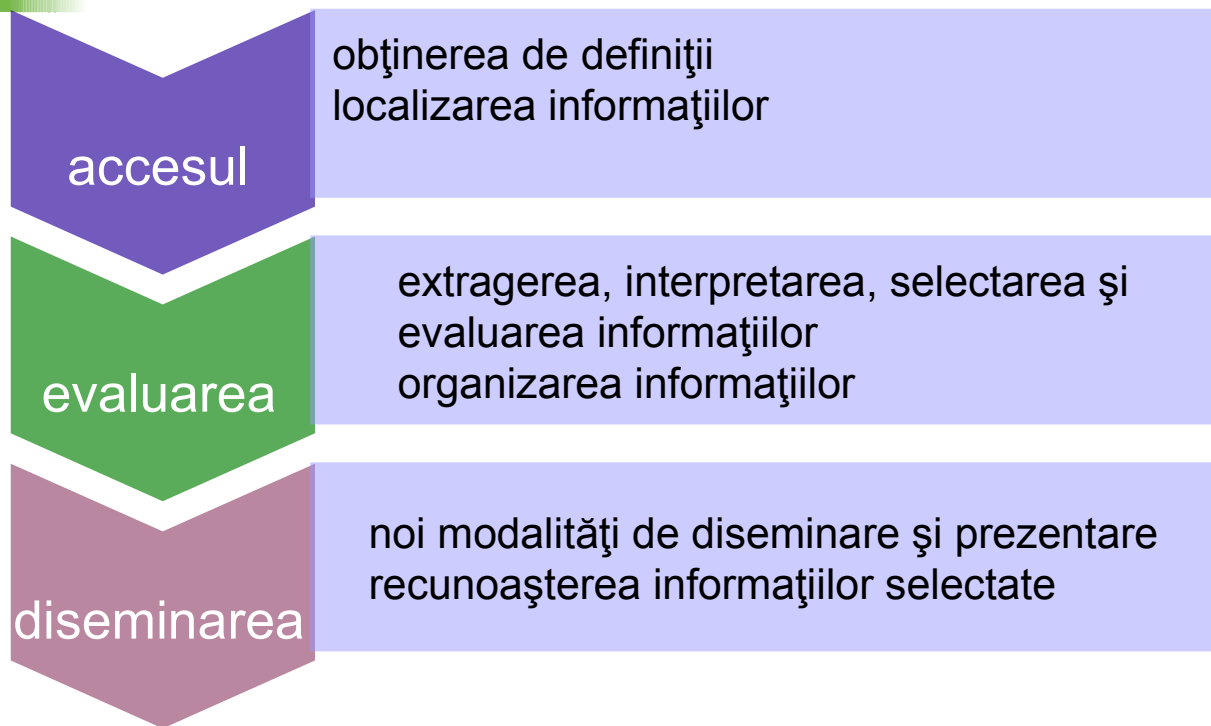 accesul
obţinerea de definiţii
localizarea informaţiilor
evaluarea
extragerea, interpretarea, selectarea şi
evaluarea informaţiilor
organizarea informaţiilor
diseminarea
noi modalităţi de diseminare şi prezentare
recunoaşterea informaţiilor selectate